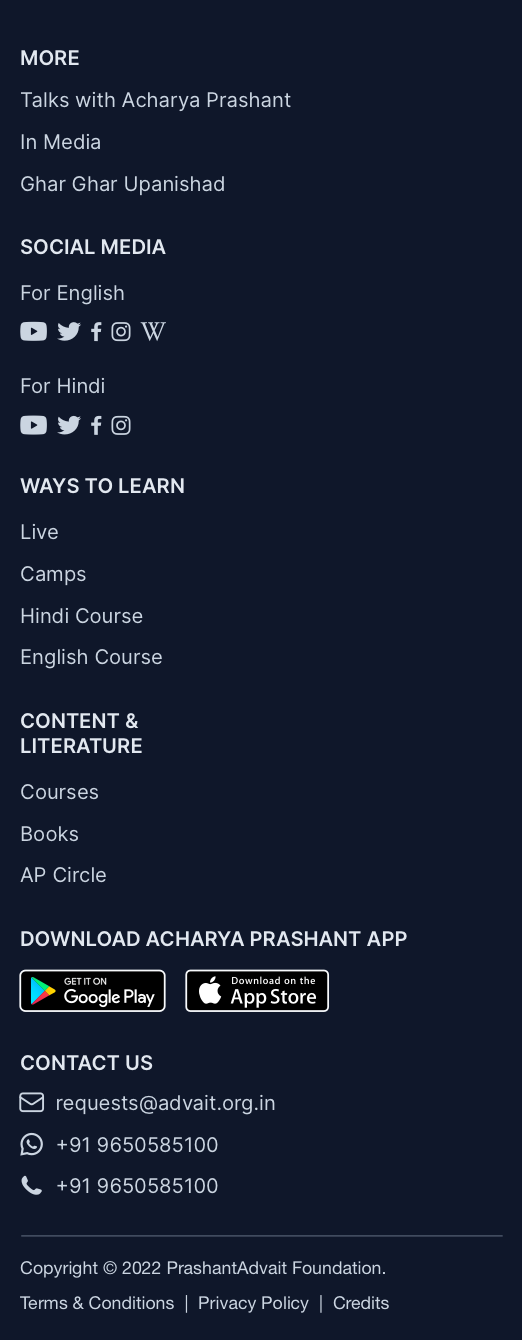 MORE
Talks with Acharya Prashant
In Media
Ghar Ghar Upanishad
SOCIAL MEDIA
For English
W
For Hindi
WAYS TO LEARN
Live
Camps
Hindi Course
English Course
CONTENT &
LITERATURE
Courses
Books
AP Circle
DOWNLOAD ACHARYA PRASHANT APP
GET IT ON
Google Play
Download on the
App Store
CONTACT US
requests@advait.org.in
+91 9650585100
+91 9650585100
Copyright © 2022 PrashantAdvait Foundation.
Terms & Conditions | Privacy Policy | Credits